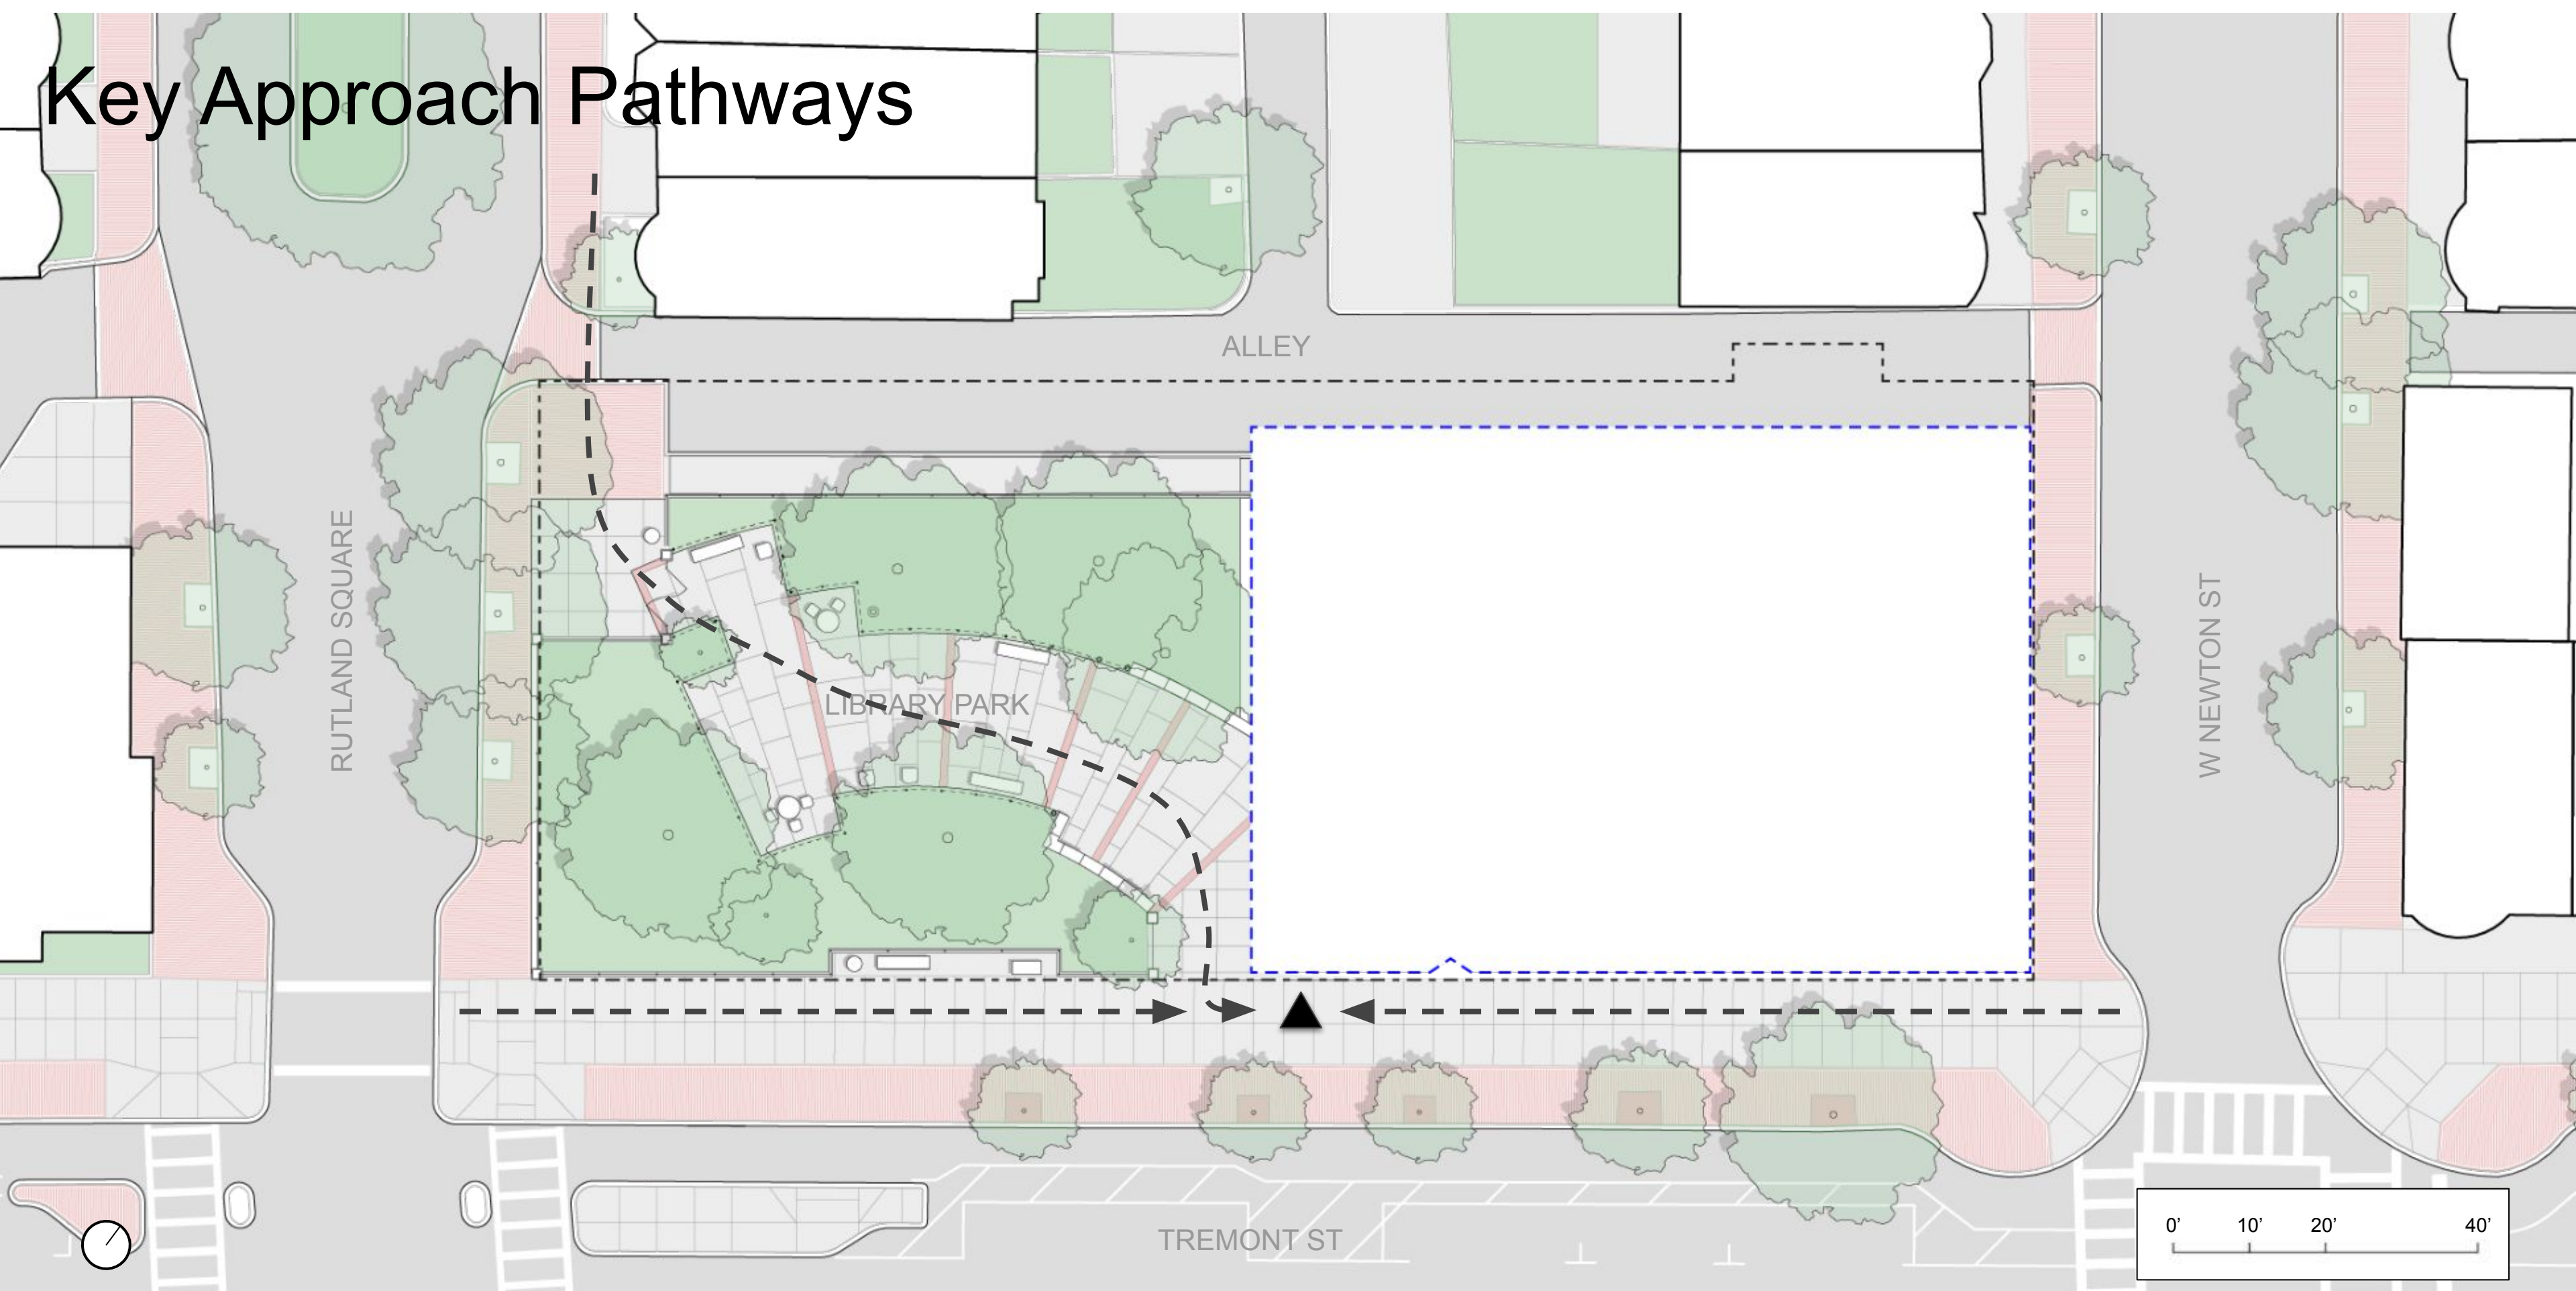 Key Approach Pathways
ALLEY
RUTLAND SQUARE
LIBRARY PARK
W NEWTON ST
TREMONT ST
0’ 10’ 20’ 40’